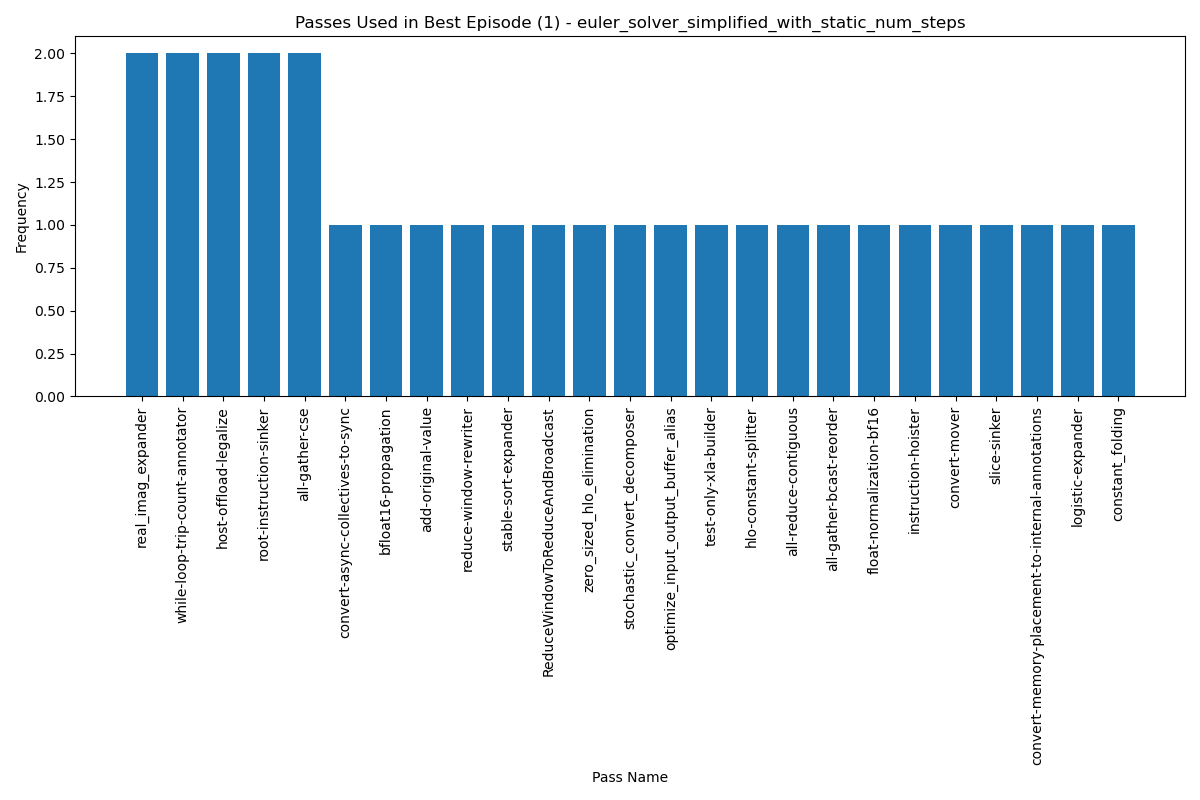 Passes Used in Best Episode (1) - euler_solver_simplified_with_static_num_steps
Frequency
2.00
1.75
1.50
1.25
1.00
0.75
0.50
0.25
0.00
real_imag_expander
while-loop-trip-count-annotator
host-offload-legalize
root-instruction-sinker
all-gather-cse
convert-async-collectives-to-sync
bfloat16-propagation
add-original-value
reduce-window-rewriter
stable-sort-expander
ReduceWindowToReduceAndBroadcast
zero_sized_hlo_elimination
stochastic_convert_decomposer
optimize_input_output_buffer_alias
test-only-xla-builder
hlo-constant-splitter
all-reduce-contiguous
all-gather-bcast-reorder
float-normalization-bf16
instruction-hoister
convert-mover
slice-sinker
convert-memory-placement-to-internal-annotations
logistic-expander
constant_folding
Pass Name